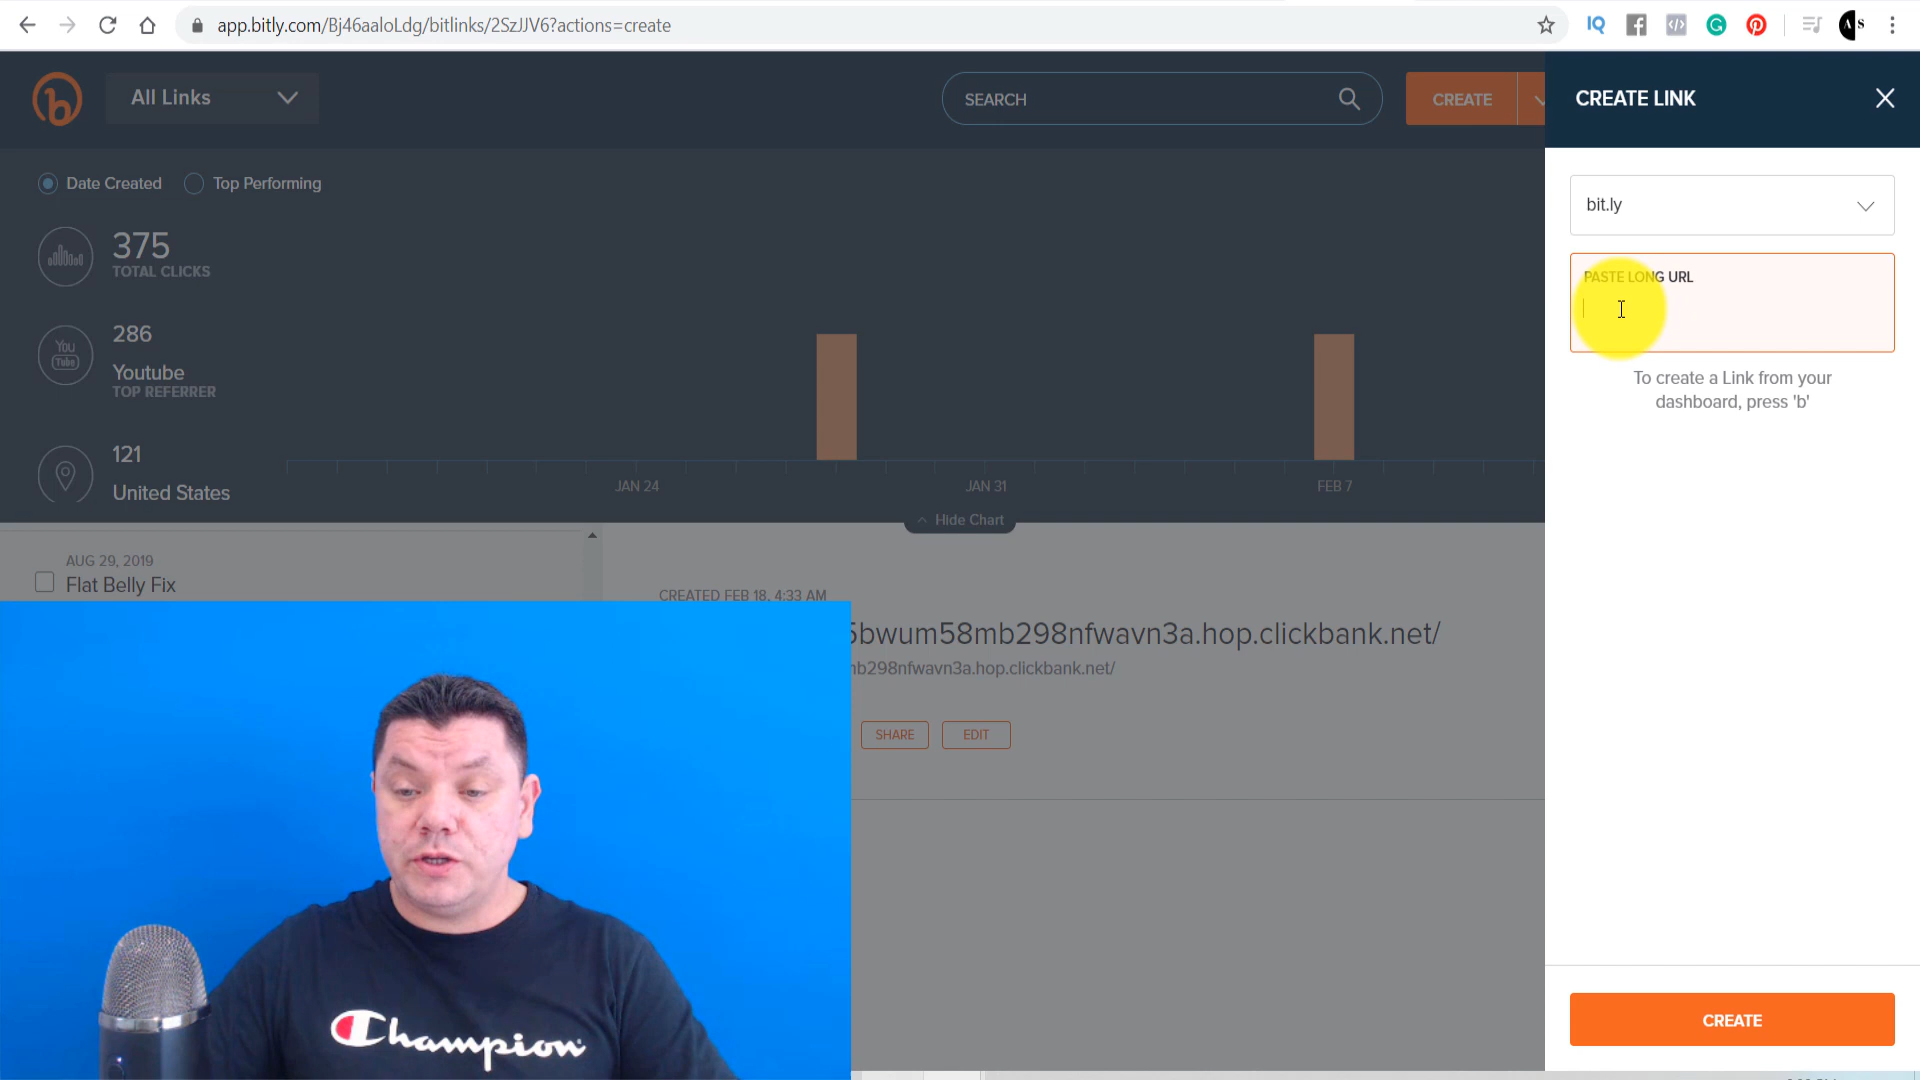 app.bitly.com/Bj46aaloLdg/bitlinks/2SzJJV6?actions=create
IQ
A S
b
All Links
SEARCH
CREATE
CREATE LINK
Date Created
Top Performing
bit.ly
375
TOTAL CLICKS
PASTE LONG URL
286
You
Tube
Youtube
TOP REFERRER
To create a Link from your
dashboard, press 'b'
121
United States
JAN 24
JAN 31
FEB 7
Hide Chart
AUG 29, 2019
Flat Belly Fix
CREATED FEB 18, 4:33 AM
5bwum58mb298nfwavn3a.hop.clickbank.net/
nb298nfwavn3a.hop.clickbank.net/
SHARE
EDIT
Champion
CREATE